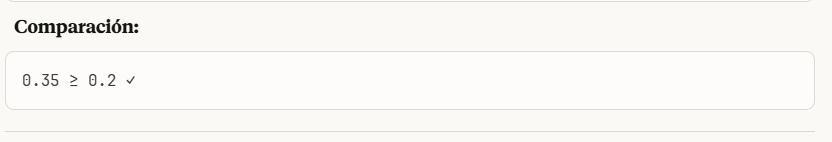 Comparación:
0.35 ≥ 0.2 ✓